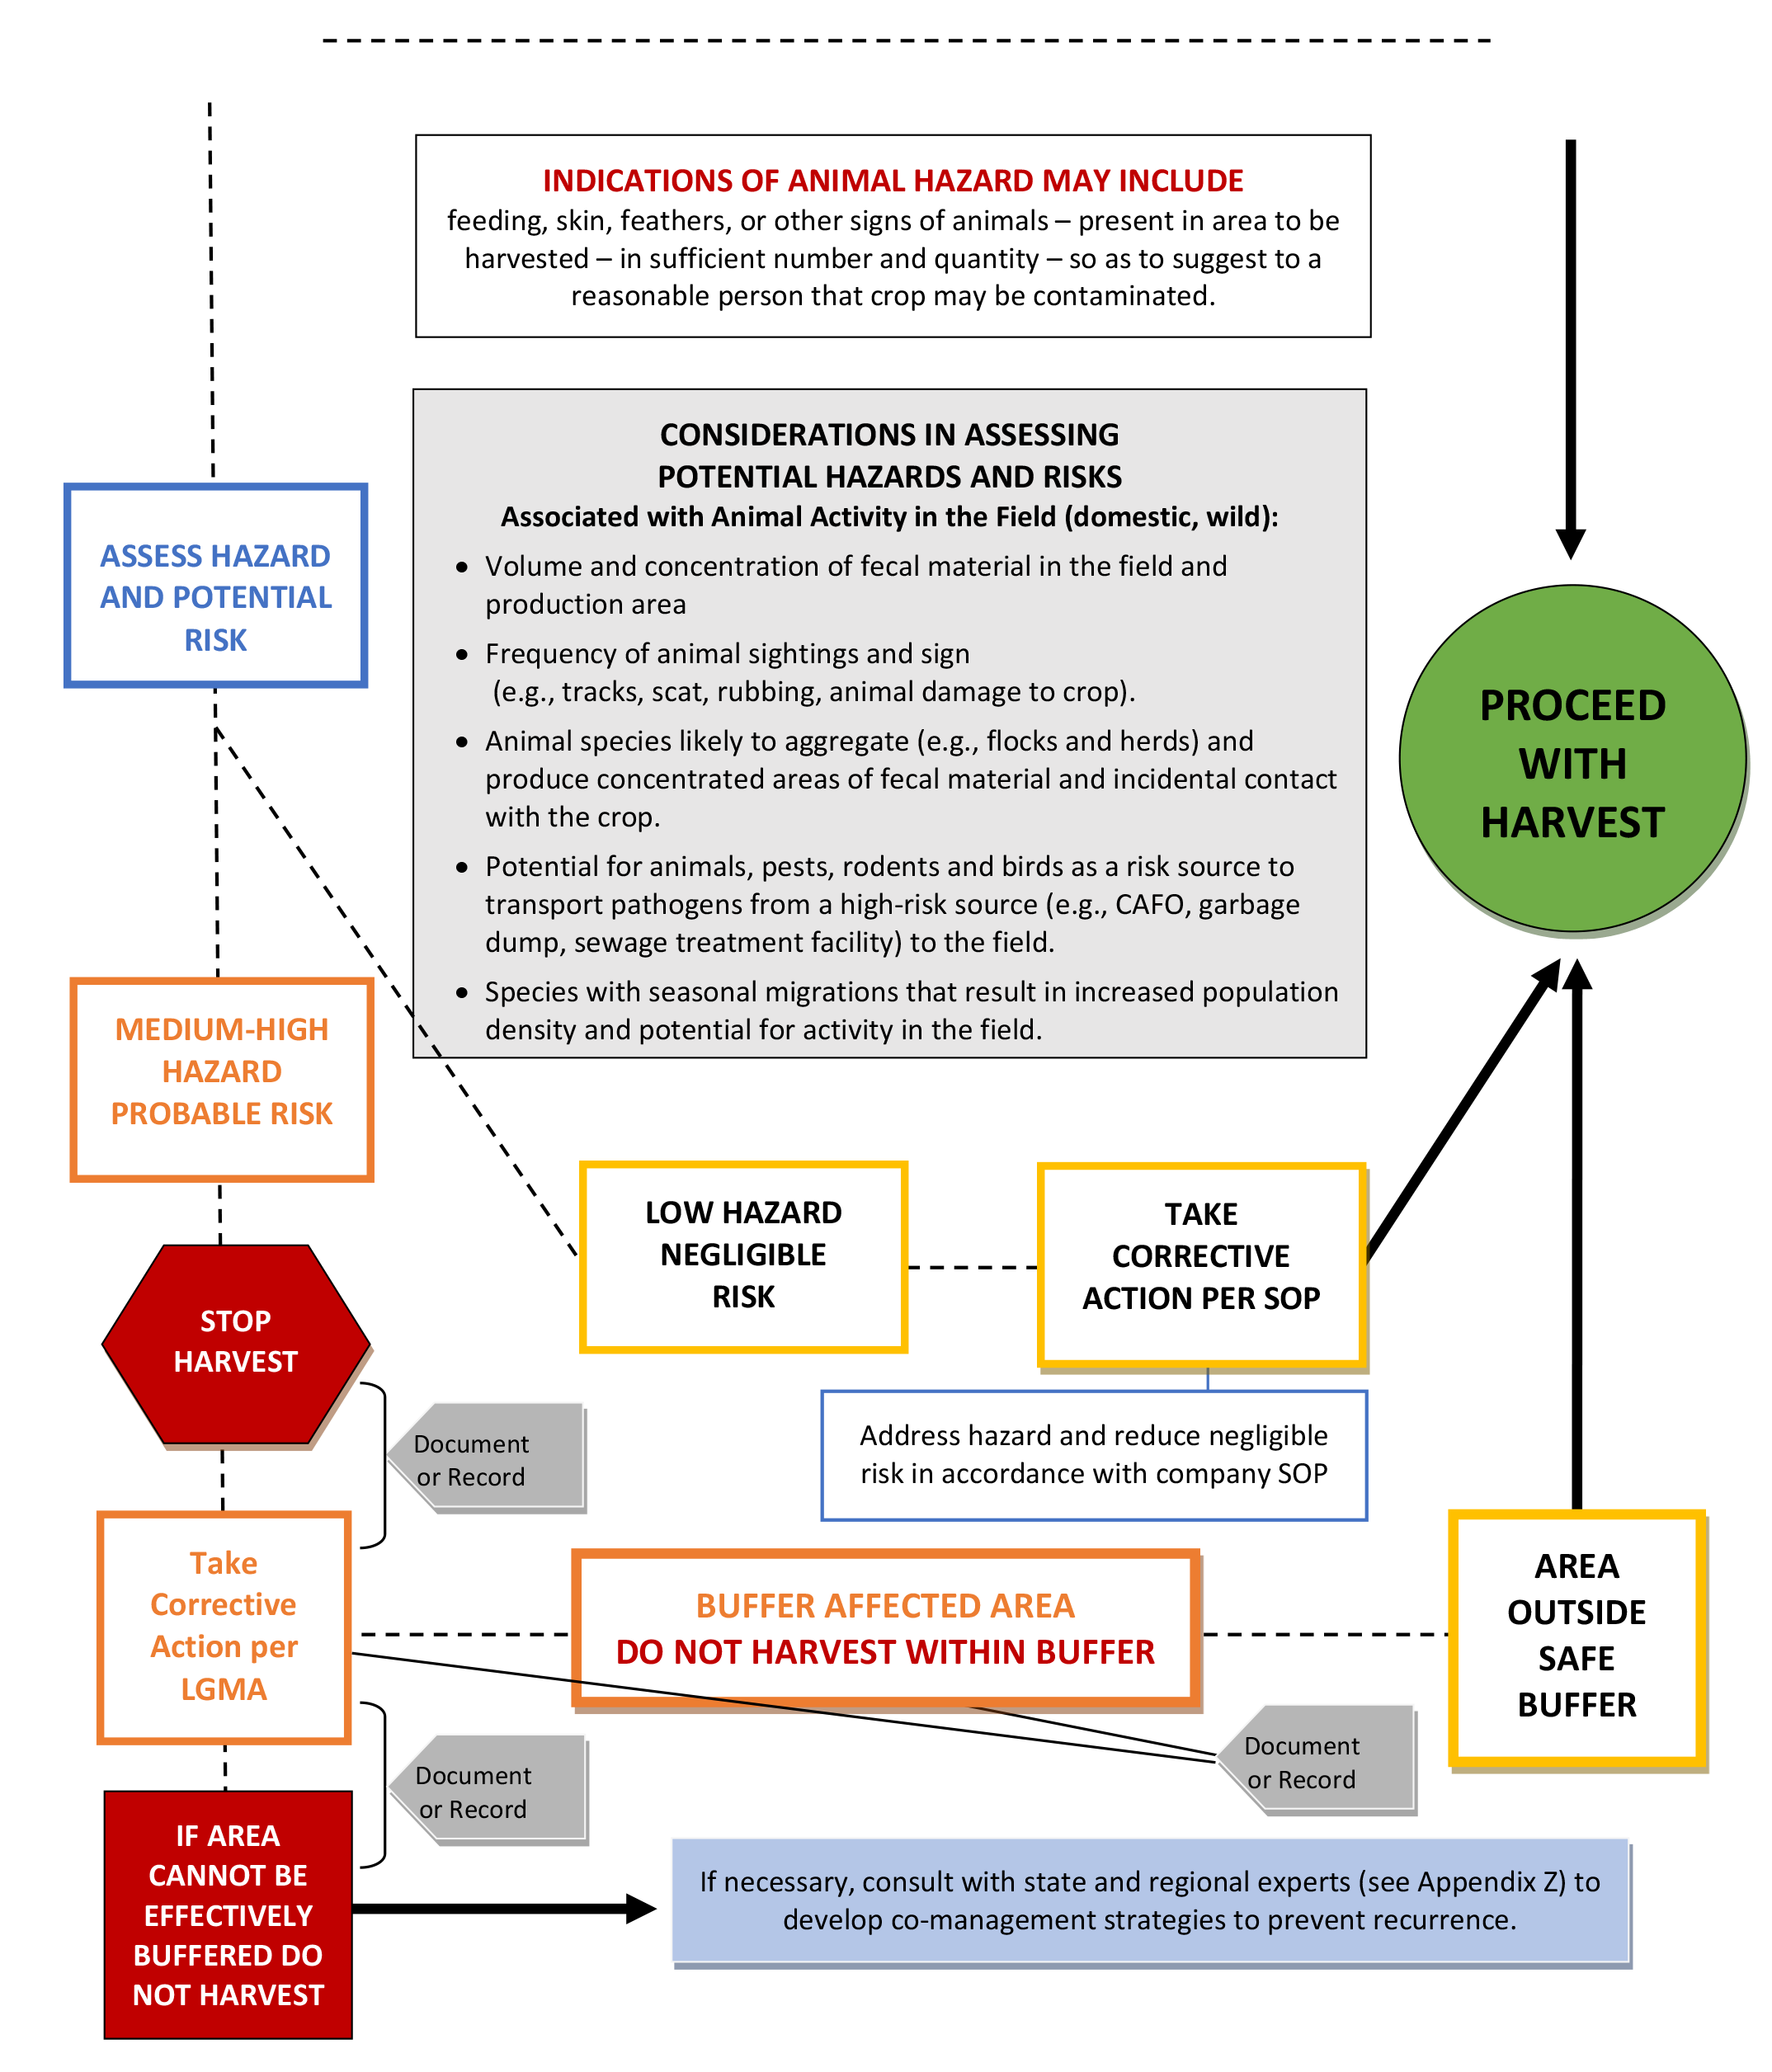 INDICATIONS OF ANIMAL HAZARD MAY INCLUDE
feeding, skin, feathers, or other signs of animals – present in area to be
harvested – in sufficient number and quantity – so as to suggest to a
reasonable person that crop may be contaminated.
CONSIDERATIONS IN ASSESSING
POTENTIAL HAZARDS AND RISKS
Associated with Animal Activity in the Field (domestic, wild):
• Volume and concentration of fecal material in the field and
production area
• Frequency of animal sightings and sign
(e.g., tracks, scat, rubbing, animal damage to crop).
• Animal species likely to aggregate (e.g., flocks and herds) and
produce concentrated areas of fecal material and incidental contact
with the crop.
• Potential for animals, pests, rodents and birds as a risk source to
transport pathogens from a high-risk source (e.g., CAFO, garbage
dump, sewage treatment facility) to the field.
• Species with seasonal migrations that result in increased population
density and potential for activity in the field.
ASSESS HAZARD
AND POTENTIAL
RISK
PROCEED
WITH
HARVEST
MEDIUM-HIGH
HAZARD
PROBABLE RISK
LOW HAZARD
NEGLIGIBLE
RISK
TAKE
CORRECTIVE
ACTION PER SOP
STOP
HARVEST
Document
or Record
Address hazard and reduce negligible
risk in accordance with company SOP
Take
Corrective
Action per
LGMA
BUFFER AFFECTED AREA
DO NOT HARVEST WITHIN BUFFER
AREA
OUTSIDE
SAFE
BUFFER
Document
or Record
Document
or Record
IF AREA
CANNOT BE
EFFECTIVELY
BUFFERED DO
NOT HARVEST
If necessary, consult with state and regional experts (see Appendix Z) to
develop co-management strategies to prevent recurrence.